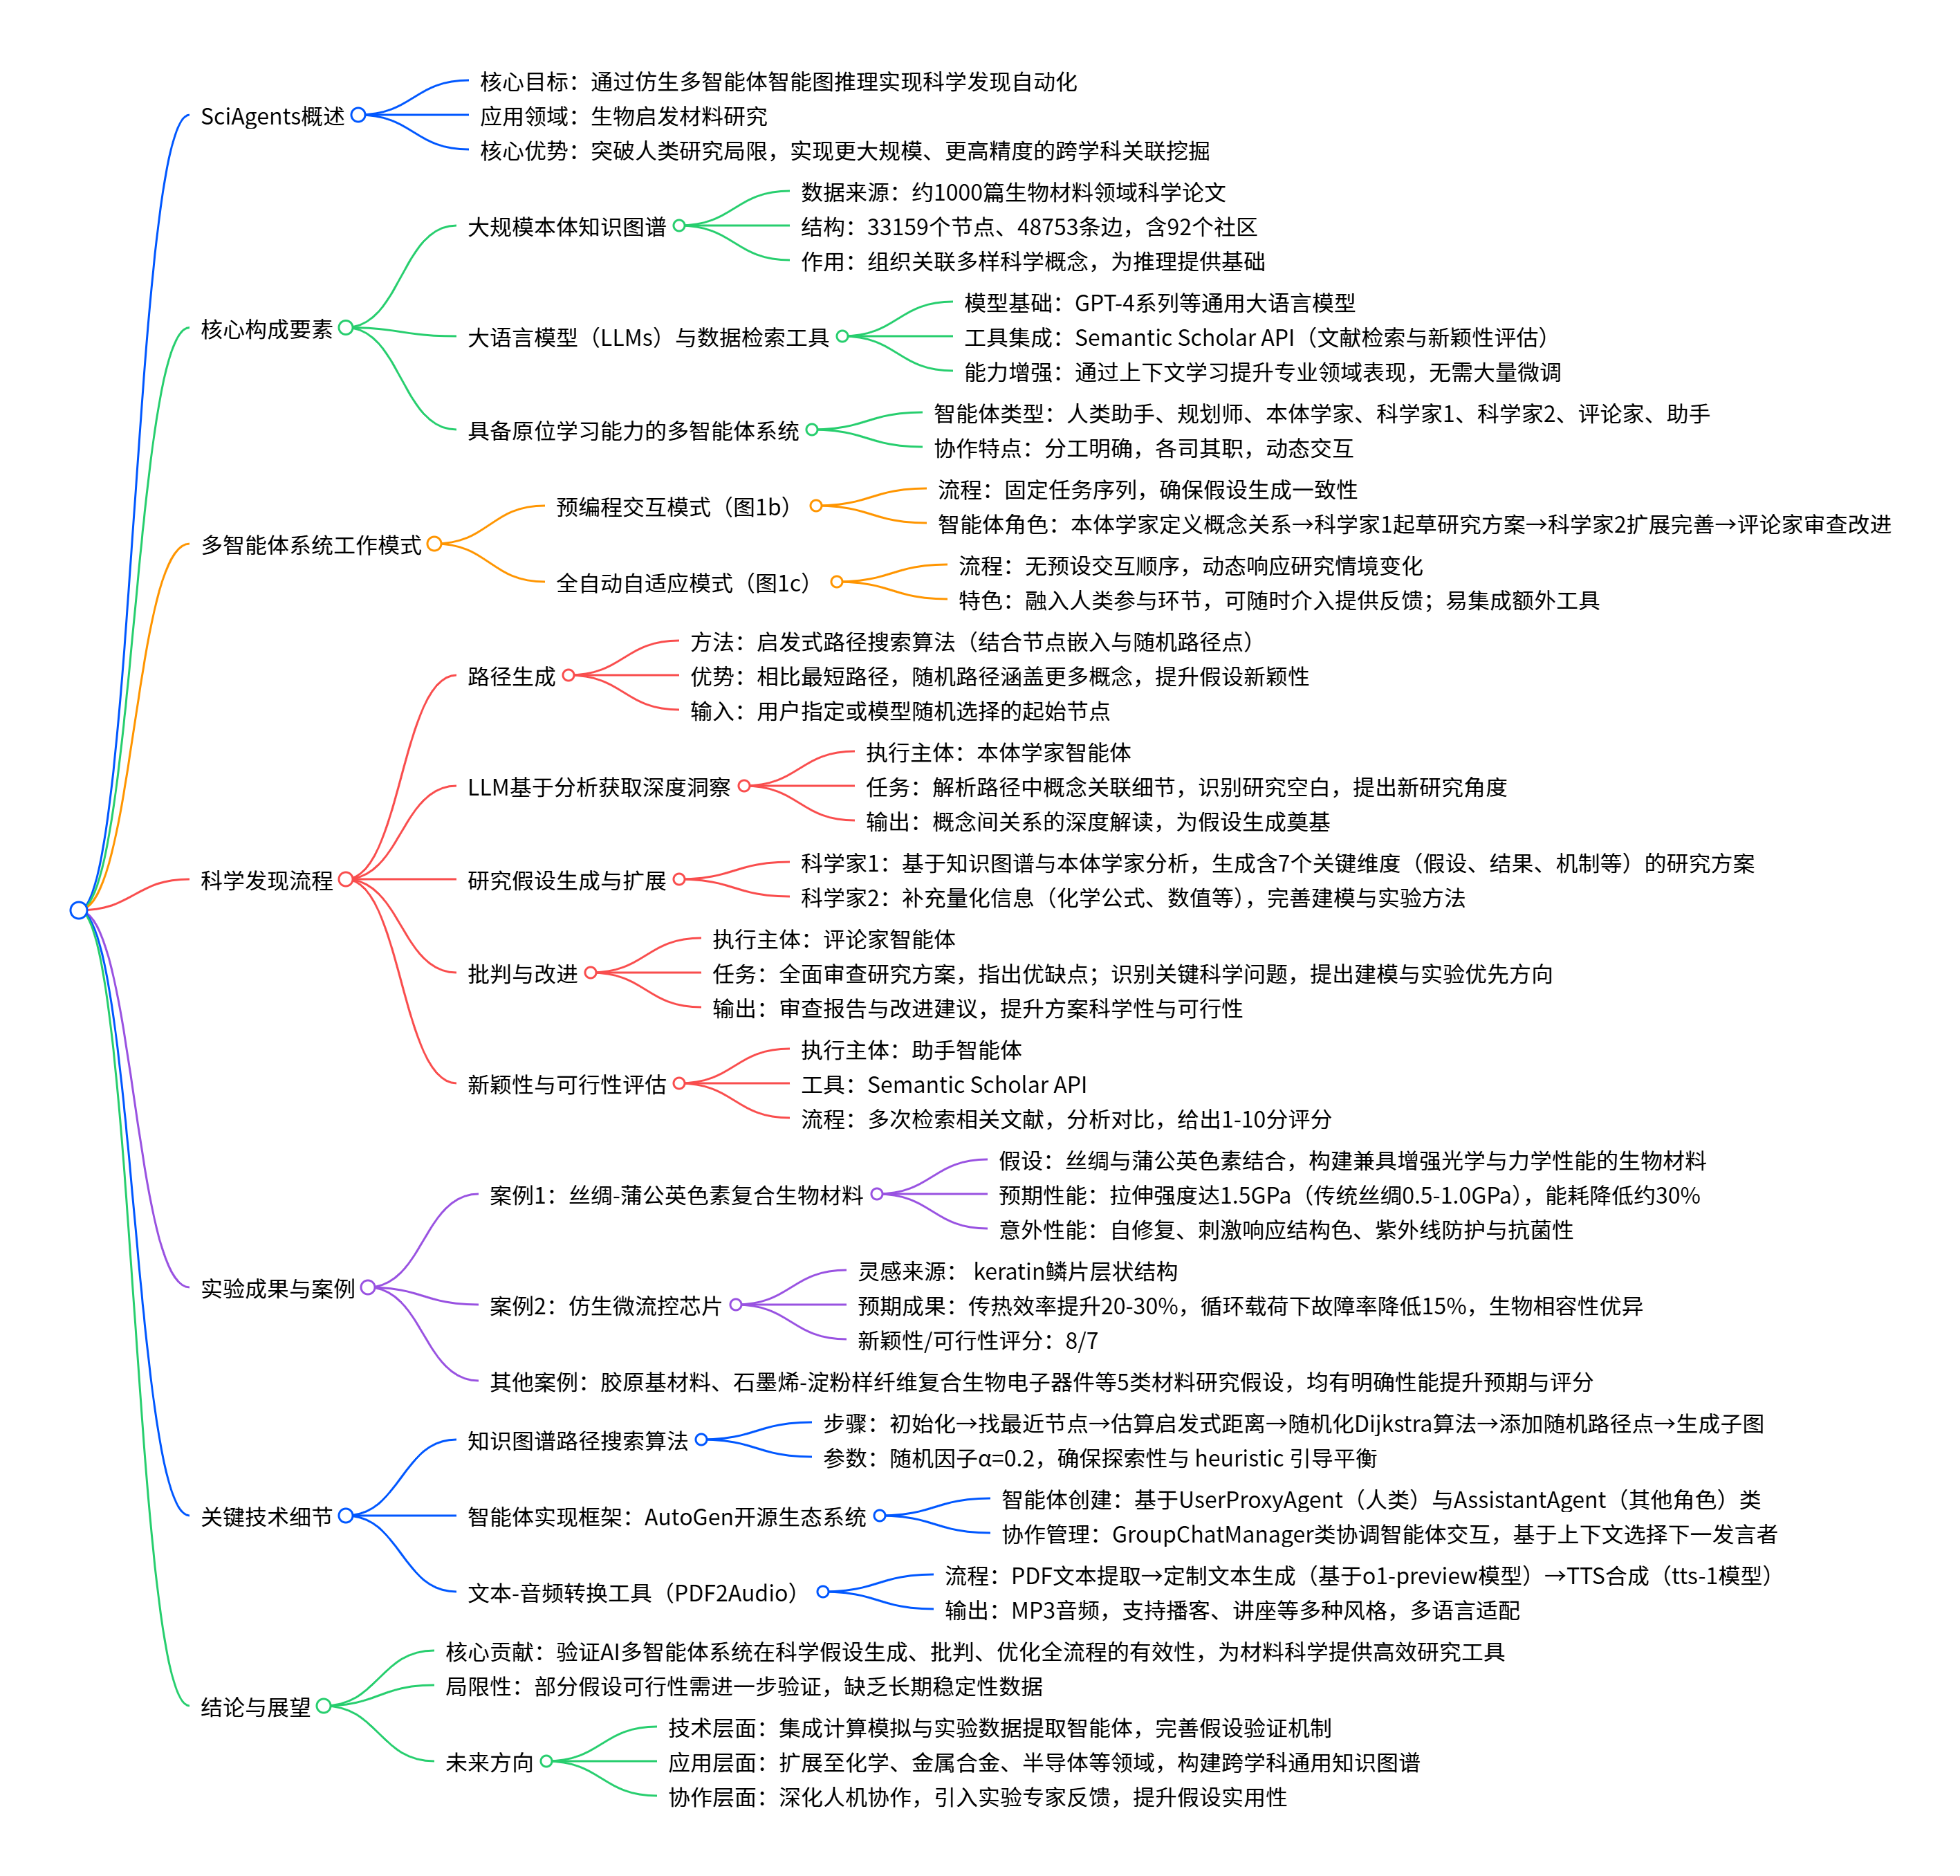 SciAgents概述
核心目标：通过仿生多智能体智能图推理实现科学发现自动化
应用领域：生物启发材料研究
核心优势：突破人类研究局限，实现更大规模、更高精度的跨学科关联挖掘
核心构成要素
大规模本体知识图谱
数据来源：约1000篇生物材料领域科学论文
结构：33159个节点、48753条边，含92个社区
作用：组织关联多样科学概念，为推理提供基础
大语言模型（LLMs）与数据检索工具
模型基础：GPT-4系列等通用大语言模型
工具集成：Semantic Scholar API（文献检索与新颖性评估）
能力增强：通过上下文学习提升专业领域表现，无需大量微调
具备原位学习能力的多智能体系统
智能体类型：人类助手、规划师、本体学家、科学家1、科学家2、评论家、助手
协作特点：分工明确，各司其职，动态交互
多智能体系统工作模式
预编程交互模式（图1b）
流程：固定任务序列，确保假设生成一致性
智能体角色：本体学家定义概念关系→科学家1起草研究方案→科学家2扩展完善→评论家审查改进
全自动自适应模式（图1c）
流程：无预设交互顺序，动态响应研究情境变化
特色：融入人类参与环节，可随时介入提供反馈；易集成额外工具
科学发现流程
路径生成
方法：启发式路径搜索算法（结合节点嵌入与随机路径点）
优势：相比最短路径，随机路径涵盖更多概念，提升假设新颖性
输入：用户指定或模型随机选择的起始节点
LLM基于分析获取深度洞察
执行主体：本体学家智能体
任务：解析路径中概念关联细节，识别研究空白，提出新研究角度
输出：概念间关系的深度解读，为假设生成奠基
研究假设生成与扩展
科学家1：基于知识图谱与本体学家分析，生成含7个关键维度（假设、结果、机制等）的研究方案
科学家2：补充量化信息（化学公式、数值等），完善建模与实验方法
批判与改进
执行主体：评论家智能体
任务：全面审查研究方案，指出优缺点；识别关键科学问题，提出建模与实验优先方向
输出：审查报告与改进建议，提升方案科学性与可行性
新颖性与可行性评估
执行主体：助手智能体
工具：Semantic Scholar API
流程：多次检索相关文献，分析对比，给出1-10分评分
实验成果与案例
案例1：丝绸-蒲公英色素复合生物材料
假设：丝绸与蒲公英色素结合，构建兼具增强光学与力学性能的生物材料
预期性能：拉伸强度达1.5GPa（传统丝绸0.5-1.0GPa），能耗降低约30%
意外性能：自修复、刺激响应结构色、紫外线防护与抗菌性
案例2：仿生微流控芯片
灵感来源： keratin鳞片层状结构
预期成果：传热效率提升20-30%，循环载荷下故障率降低15%，生物相容性优异
新颖性/可行性评分：8/7
其他案例：胶原基材料、石墨烯-淀粉样纤维复合生物电子器件等5类材料研究假设，均有明确性能提升预期与评分
关键技术细节
知识图谱路径搜索算法
步骤：初始化→找最近节点→估算启发式距离→随机化Dijkstra算法→添加随机路径点→生成子图
参数：随机因子α=0.2，确保探索性与 heuristic 引导平衡
智能体实现框架：AutoGen开源生态系统
智能体创建：基于UserProxyAgent（人类）与AssistantAgent（其他角色）类
协作管理：GroupChatManager类协调智能体交互，基于上下文选择下一发言者
文本-音频转换工具（PDF2Audio）
流程：PDF文本提取→定制文本生成（基于o1-preview模型）→TTS合成（tts-1模型）
输出：MP3音频，支持播客、讲座等多种风格，多语言适配
结论与展望
核心贡献：验证AI多智能体系统在科学假设生成、批判、优化全流程的有效性，为材料科学提供高效研究工具
局限性：部分假设可行性需进一步验证，缺乏长期稳定性数据
未来方向
技术层面：集成计算模拟与实验数据提取智能体，完善假设验证机制
应用层面：扩展至化学、金属合金、半导体等领域，构建跨学科通用知识图谱
协作层面：深化人机协作，引入实验专家反馈，提升假设实用性